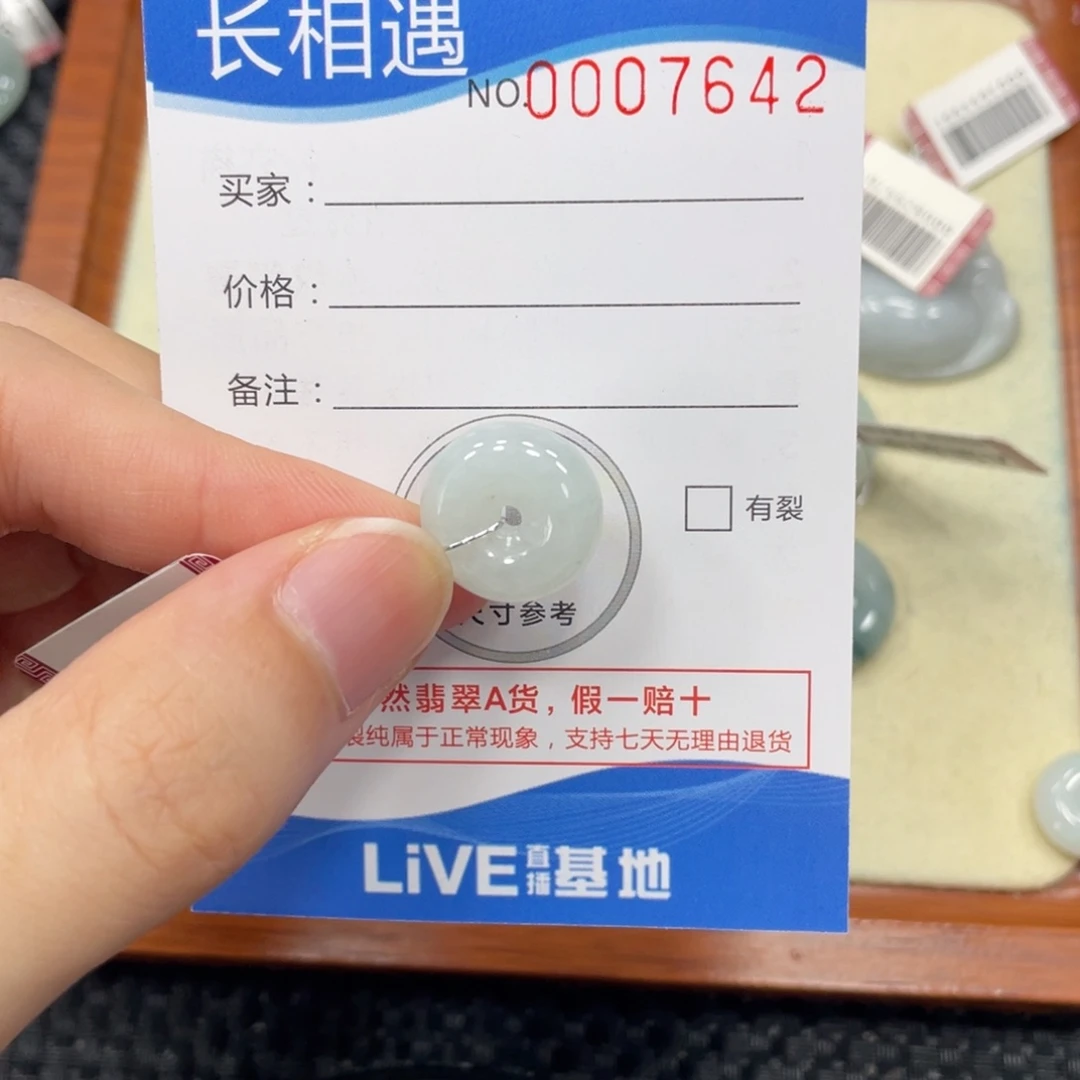 长相遇
NO.0007642
买家：
价格：
备注：
有裂
寸参考
然翡翠A货，假一赔十
纯属于正常现象，支持七天无理由退货
LiVE直播基地